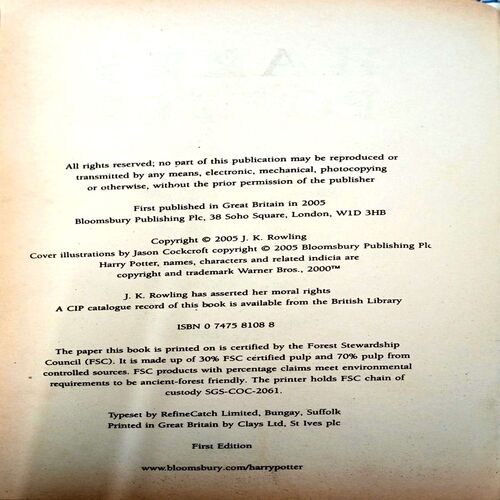 All rights reserved; no part of this publication may be reproduced or
transmitted by any means, electronic, mechanical, photocopying
or otherwise, without the prior permission of the publisher
First published in Great Britain in 2005
Bloomsbury Publishing Plc, 38 Soho Square, London, W1D 3HB
Copyright © 2005 J. K. Rowling
Cover illustrations by Jason Cockcroft copyright © 2005 Bloomsbury Publishing Plc
Harry Potter, names, characters and related indicia are
copyright and trademark Warner Bros., 2000™
J. K. Rowling has asserted her moral rights
A CIP catalogue record of this book is available from the British Library
ISBN 0 7475 8108 8
The paper this book is printed on is certified by the Forest Stewardship
Council (FSC). It is made up of 30% FSC certified pulp and 70% pulp from
controlled sources. FSC products with percentage claims meet environmental
requirements to be ancient-forest friendly. The printer holds FSC chain of
custody SGS-COC-2061.
Typeset by RefineCatch Limited, Bungay, Suffolk
Printed in Great Britain by Clays Ltd, St Ives plc
First Edition
www.bloomsbury.com/harrypotter